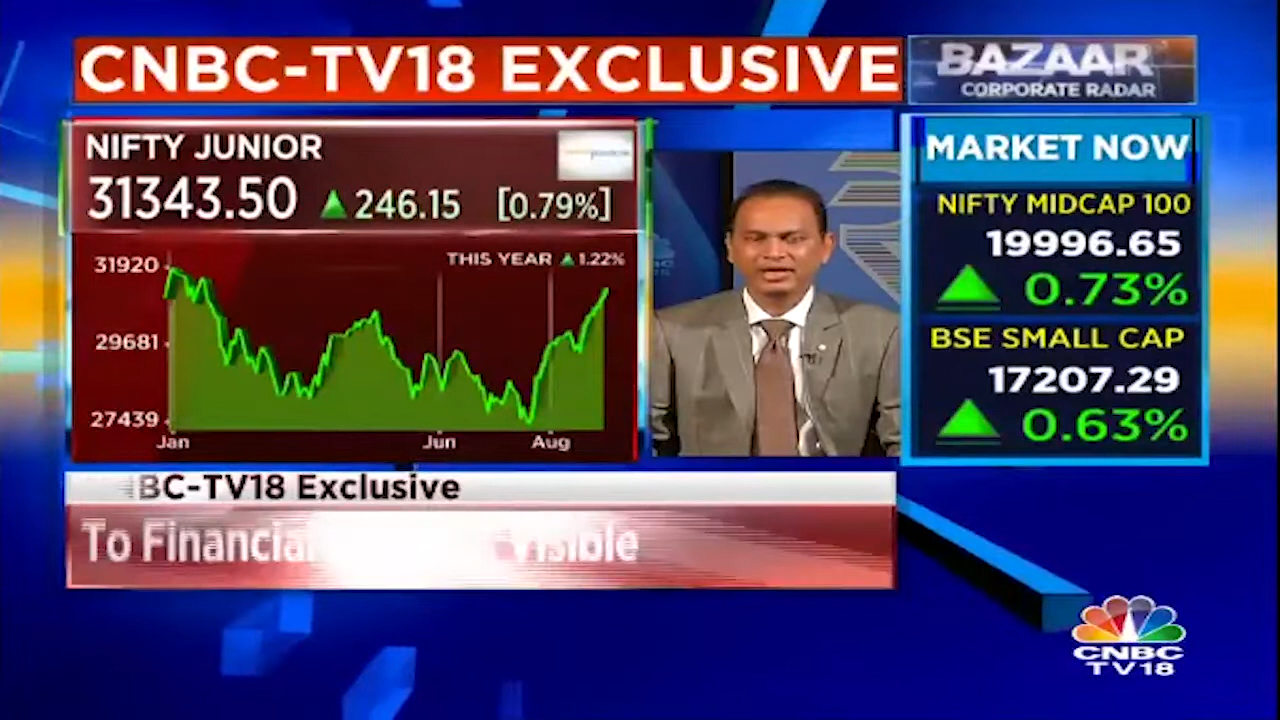 CNBC-TV18 EXCLUSIVE
BAZAAR
CORPORATE RADAR
NIFTY JUNIOR
31343.50 ▲ 246.15 [0.79%]
THIS YEAR ▲ 1.22%
31920
29681
27439
Jan Jun Aug
MARKET NOW
NIFTY MIDCAP 100
19996.65
▲ 0.73%
BSE SMALL CAP
17207.29
▲ 0.63%
BC-TV18 Exclusive
To Financial Visible
CNBC
TV18